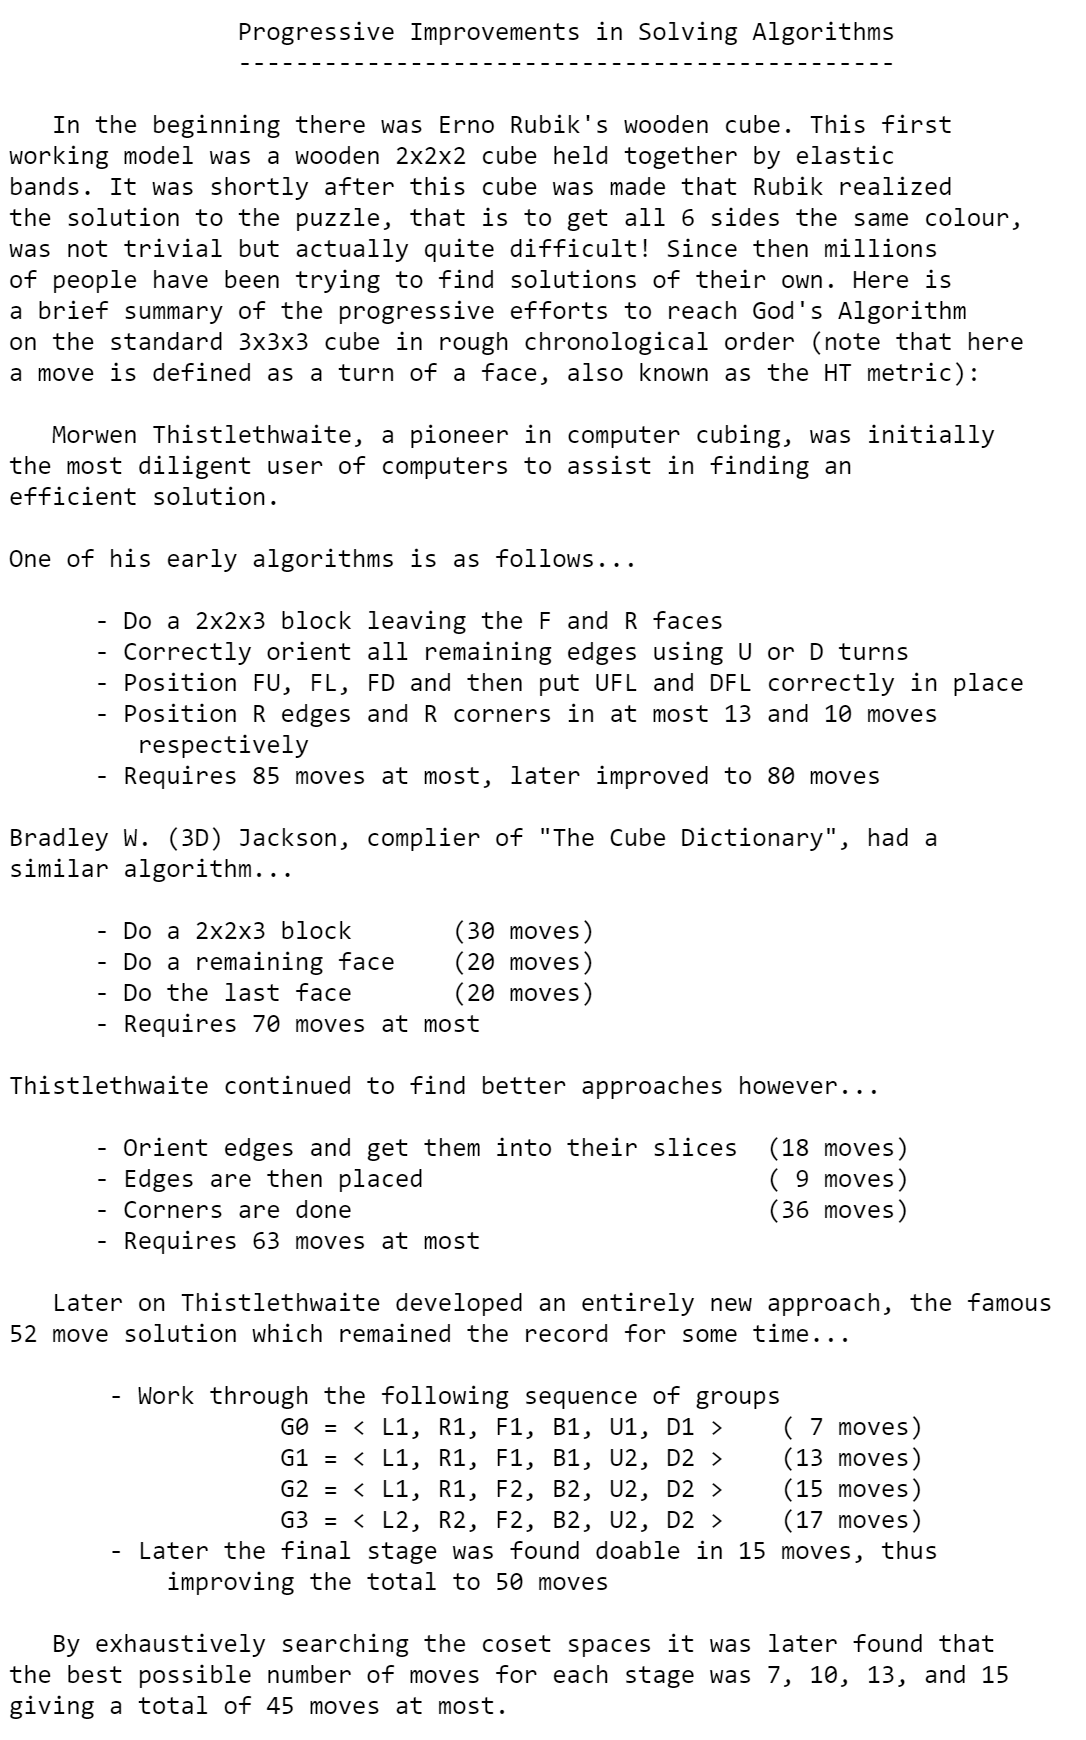 Progressive Improvements in Solving Algorithms
----------------------------------------------
In the beginning there was Erno Rubik's wooden cube. This first
working model was a wooden 2x2x2 cube held together by elastic
bands. It was shortly after this cube was made that Rubik realized
the solution to the puzzle, that is to get all 6 sides the same colour,
was not trivial but actually quite difficult! Since then millions
of people have been trying to find solutions of their own. Here is
a brief summary of the progressive efforts to reach God's Algorithm
on the standard 3x3x3 cube in rough chronological order (note that here
a move is defined as a turn of a face, also known as the HT metric):
Morwen Thistlethwaite, a pioneer in computer cubing, was initially
the most diligent user of computers to assist in finding an
efficient solution.
One of his early algorithms is as follows...
- Do a 2x2x3 block leaving the F and R faces
- Correctly orient all remaining edges using U or D turns
- Position FU, FL, FD and then put UFL and DFL correctly in place
- Position R edges and R corners in at most 13 and 10 moves
respectively
- Requires 85 moves at most, later improved to 80 moves
Bradley W. (3D) Jackson, complier of "The Cube Dictionary", had a
similar algorithm...
- Do a 2x2x3 block (30 moves)
- Do a remaining face (20 moves)
- Do the last face (20 moves)
- Requires 70 moves at most
Thistlethwaite continued to find better approaches however...
- Orient edges and get them into their slices (18 moves)
- Edges are then placed ( 9 moves)
- Corners are done (36 moves)
- Requires 63 moves at most
Later on Thistlethwaite developed an entirely new approach, the famous
52 move solution which remained the record for some time...
- Work through the following sequence of groups
G0 = < L1, R1, F1, B1, U1, D1 > ( 7 moves)
G1 = < L1, R1, F1, B1, U2, D2 > (13 moves)
G2 = < L1, R1, F2, B2, U2, D2 > (15 moves)
G3 = < L2, R2, F2, B2, U2, D2 > (17 moves)
- Later the final stage was found doable in 15 moves, thus
improving the total to 50 moves
By exhaustively searching the coset spaces it was later found that
the best possible number of moves for each stage was 7, 10, 13, and 15
giving a total of 45 moves at most.